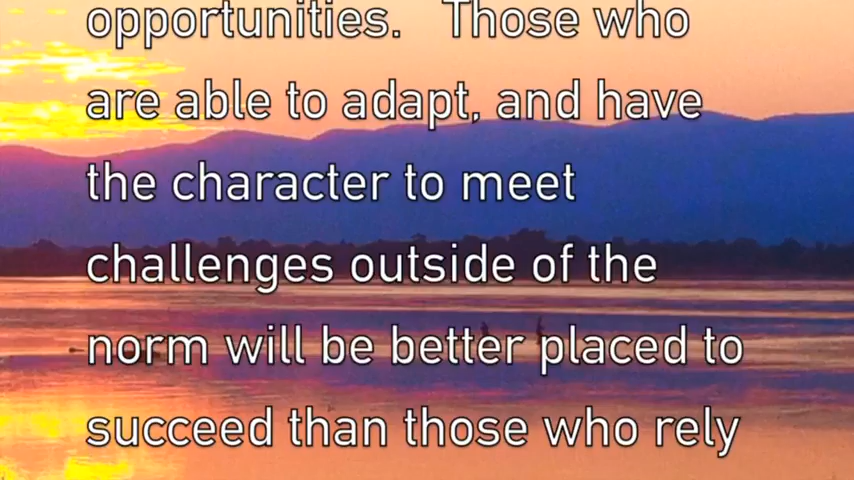 opportunities.   Those who
are able to adapt, and have
the character to meet
challenges outside of the
norm will be better placed to
succeed than those who rely